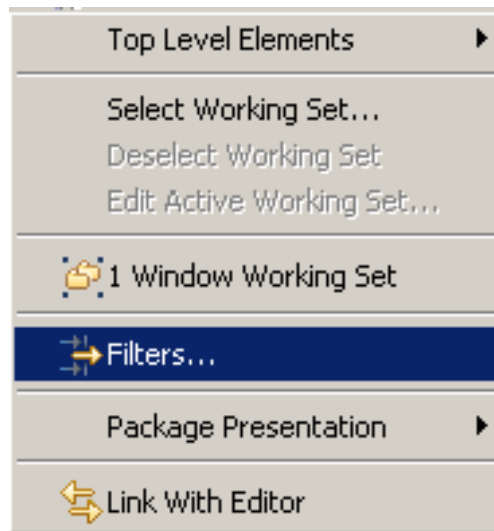 Top Level Elements
Select Working Set...
Deselect Working Set
Edit Active Working Set...
1 Window Working Set
Filters...
Package Presentation
Link With Editor